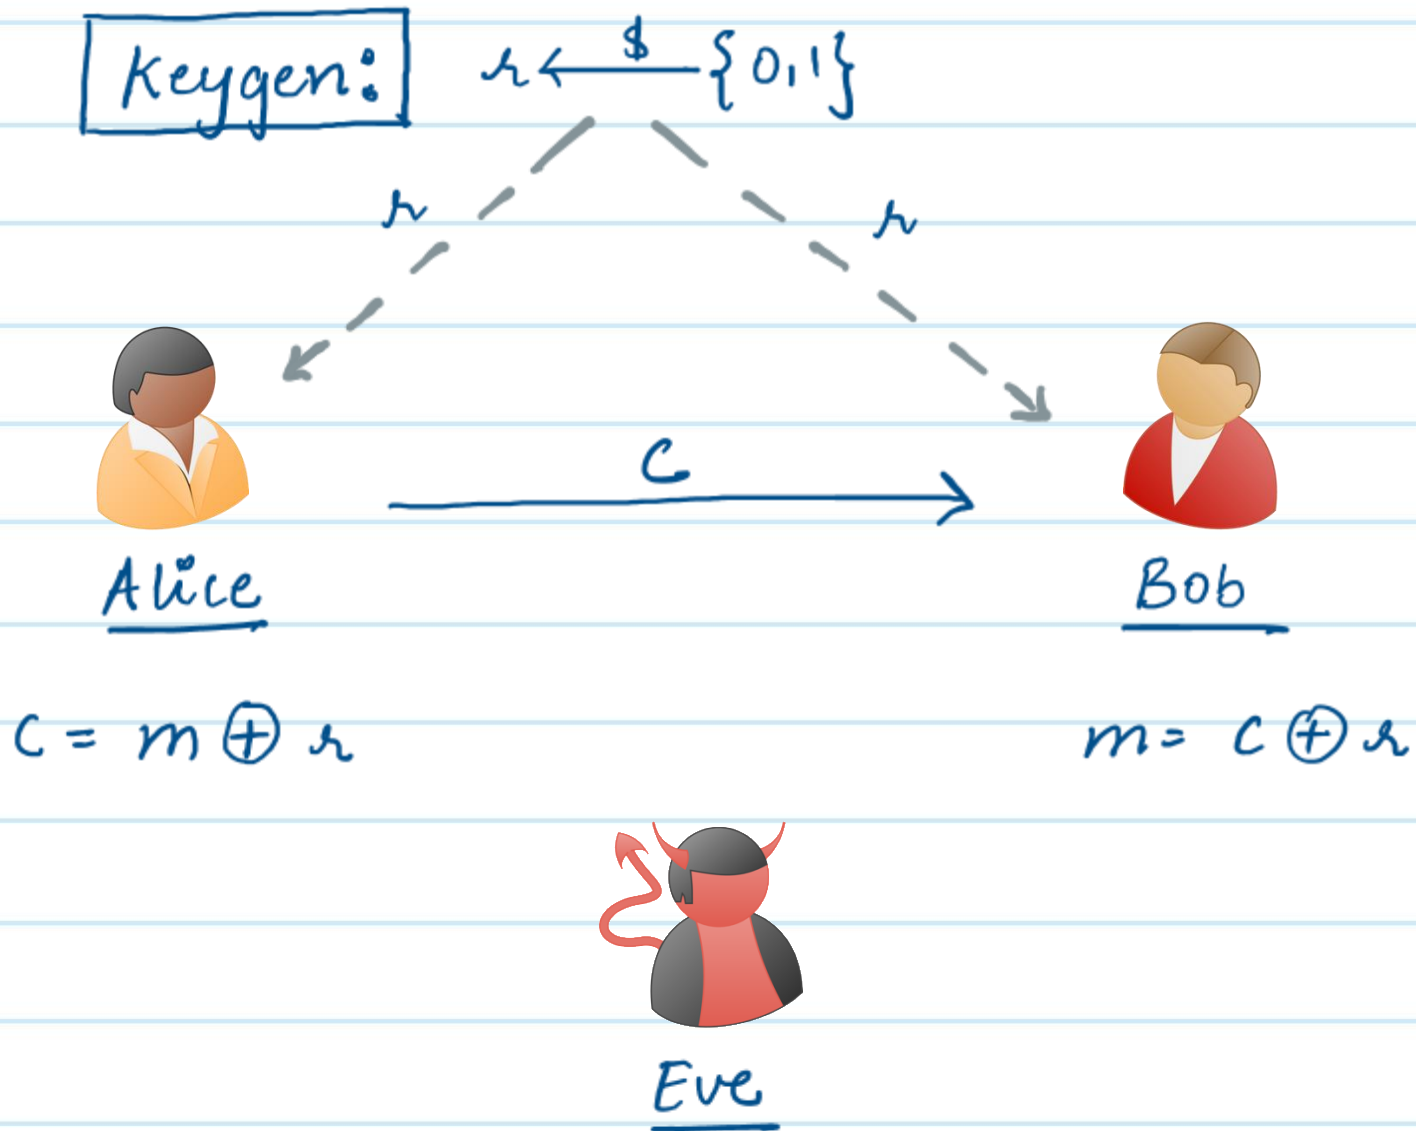 Keygen: r ←$ {0,1}
r r
C
Alice Bob
C = m ⊕ r m = C ⊕ r
Eve